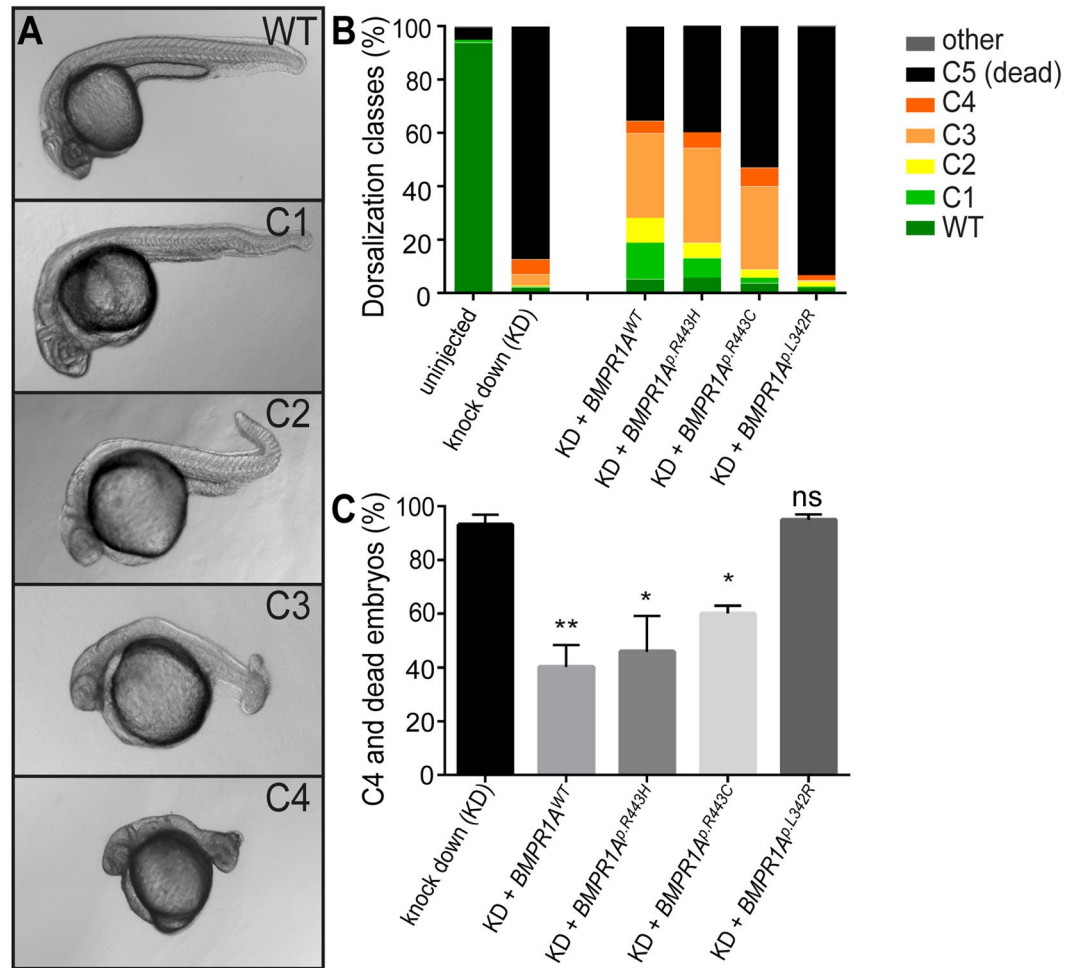 A
WT
C1
C2
C3
C4
B
Dorsalization classes (%)
100
80
60
40
20
0
uninjected
knock down (KD)
KD + BMPR1A^WT
KD + BMPR1A^p.R443H
KD + BMPR1A^p.R443C
KD + BMPR1A^p.L342R
other
C5 (dead)
C4
C3
C2
C1
WT
C
C4 and dead embryos (%)
100
80
60
40
20
0
**
*
*
ns
knock down (KD)
KD + BMPR1A^WT
KD + BMPR1A^p.R443H
KD + BMPR1A^p.R443C
KD + BMPR1A^p.L342R